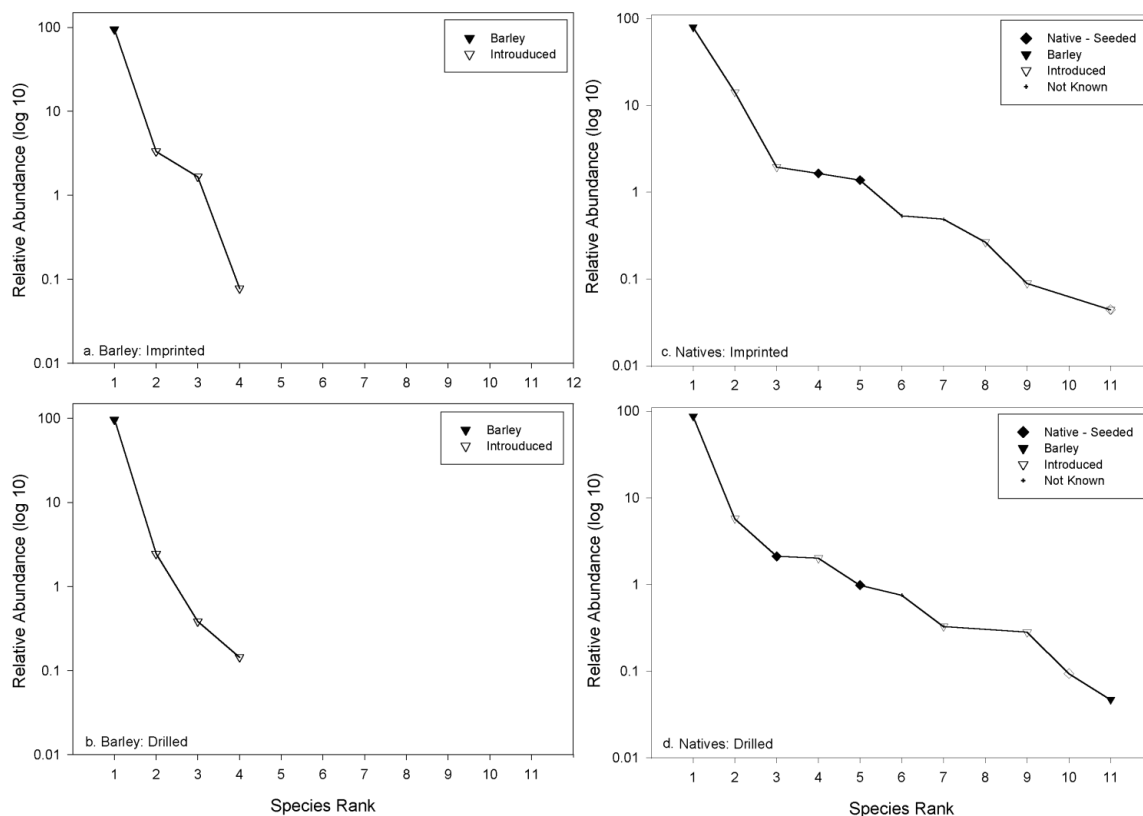 Relative Abundance (log 10)
100
10
1
0.1
0.01
Barley
Introuduced
a. Barley: Imprinted
1 2 3 4 5 6 7 8 9 10 11 12
Relative Abundance (log 10)
100
10
1
0.1
0.01
Native - Seeded
Barley
Introduced
Not Known
c. Natives: Imprinted
1 2 3 4 5 6 7 8 9 10 11
Relative Abundance (log 10)
100
10
1
0.1
0.01
Barley
Introuduced
b. Barley: Drilled
1 2 3 4 5 6 7 8 9 10 11
Species Rank
Relative Abundance (log 10)
100
10
1
0.1
0.01
Native - Seeded
Barley
Introduced
Not Known
d. Natives: Drilled
1 2 3 4 5 6 7 8 9 10 11
Species Rank